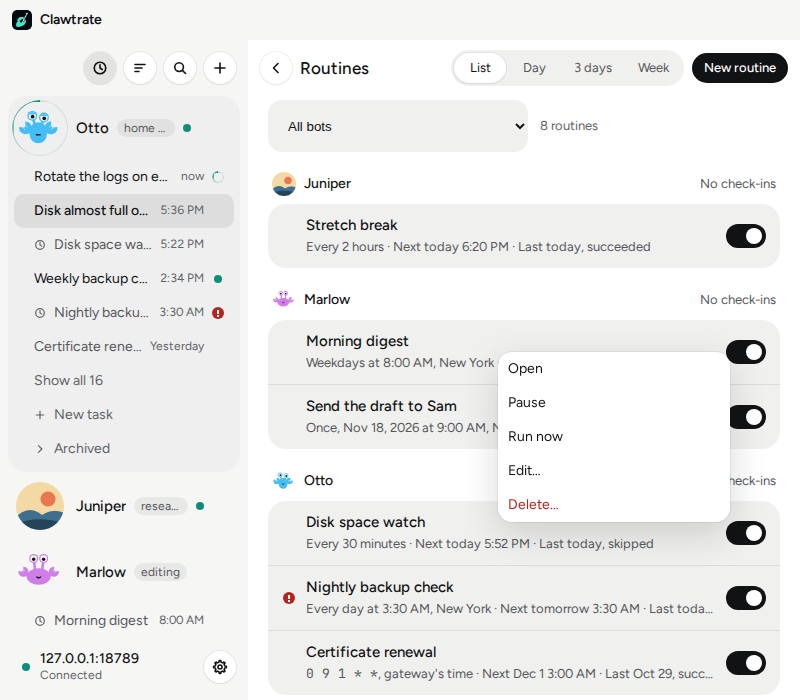 Clawtrate
Otto home ...
Rotate the logs on e... now
Disk almost full o... 5:36 PM
Disk space wa... 5:22 PM
Weekly backup c... 2:34 PM
Nightly backu... 3:30 AM
Certificate rene... Yesterday
Show all 16
New task
Archived
Juniper resea...
Marlow editing
Morning digest 8:00 AM
127.0.0.1:18789
Connected
Routines
List Day 3 days Week
New routine
All bots
8 routines
Juniper No check-ins
Stretch break
Every 2 hours · Next today 6:20 PM · Last today, succeeded
Marlow No check-ins
Morning digest
Weekdays at 8:00 AM, New York
Send the draft to Sam
Once, Nov 18, 2026 at 9:00 AM,
Open
Pause
Run now
Edit...
Delete...
Otto
Disk space watch
Every 30 minutes · Next today 5:52 PM · Last today, skipped
Nightly backup check
Every day at 3:30 AM, New York · Next tomorrow 3:30 AM · Last toda...
Certificate renewal
0 9 1 * *, gateway's time · Next Dec 1 3:00 AM · Last Oct 29, succ...